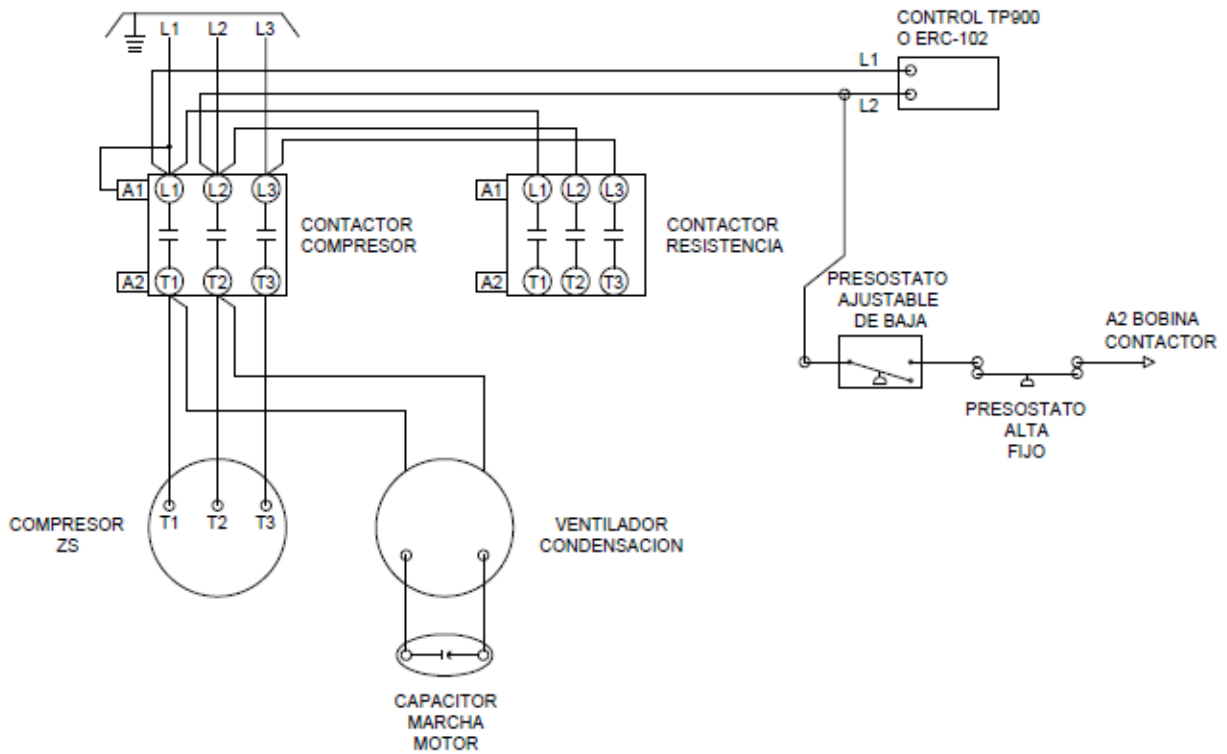 CONTROL TP900
O ERC-102
L1
L2
L3
L1
L2
A1
L1
L2
L3
CONTACTOR
COMPRESOR
A2
T1
T2
T3
A1
L1
L2
L3
CONTACTOR
RESISTENCIA
A2
T1
T2
T3
PRESOSTATO
AJUSTABLE
DE BAJA
A2 BOBINA
CONTACTOR
PRESOSTATO
ALTA
FIJO
COMPRESOR
ZS
T1
T2
T3
VENTILADOR
CONDENSACION
CAPACITOR
MARCHA
MOTOR